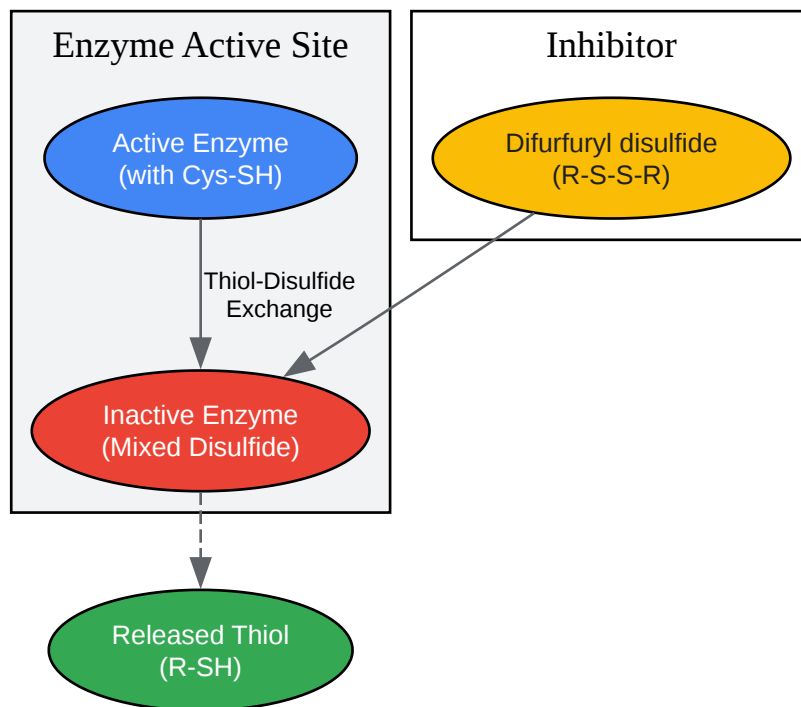 Enzyme Active Site
Inhibitor
Active Enzyme
(with Cys-SH)
Difurfuryl disulfide
(R-S-S-R)
Thiol-Disulfide
Exchange
Inactive Enzyme
(Mixed Disulfide)
Released Thiol
(R-SH)